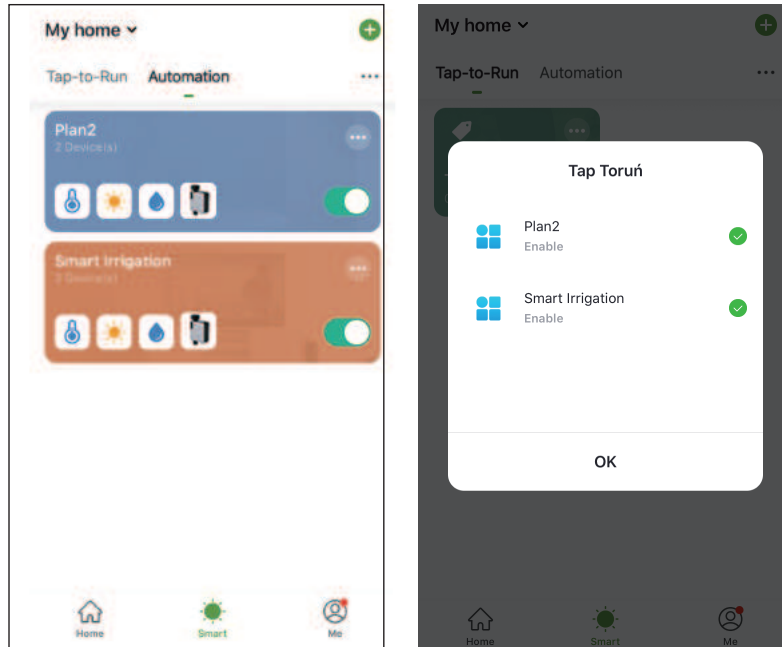 My home
Tap-to-Run Automation
Plan2
2 Device(s)
Smart Irrigation
Home Smart Me
My home
Tap-to-Run Automation
Tap Toruń
Plan2
Enable
Smart Irrigation
Enable
OK
Home Smart Me